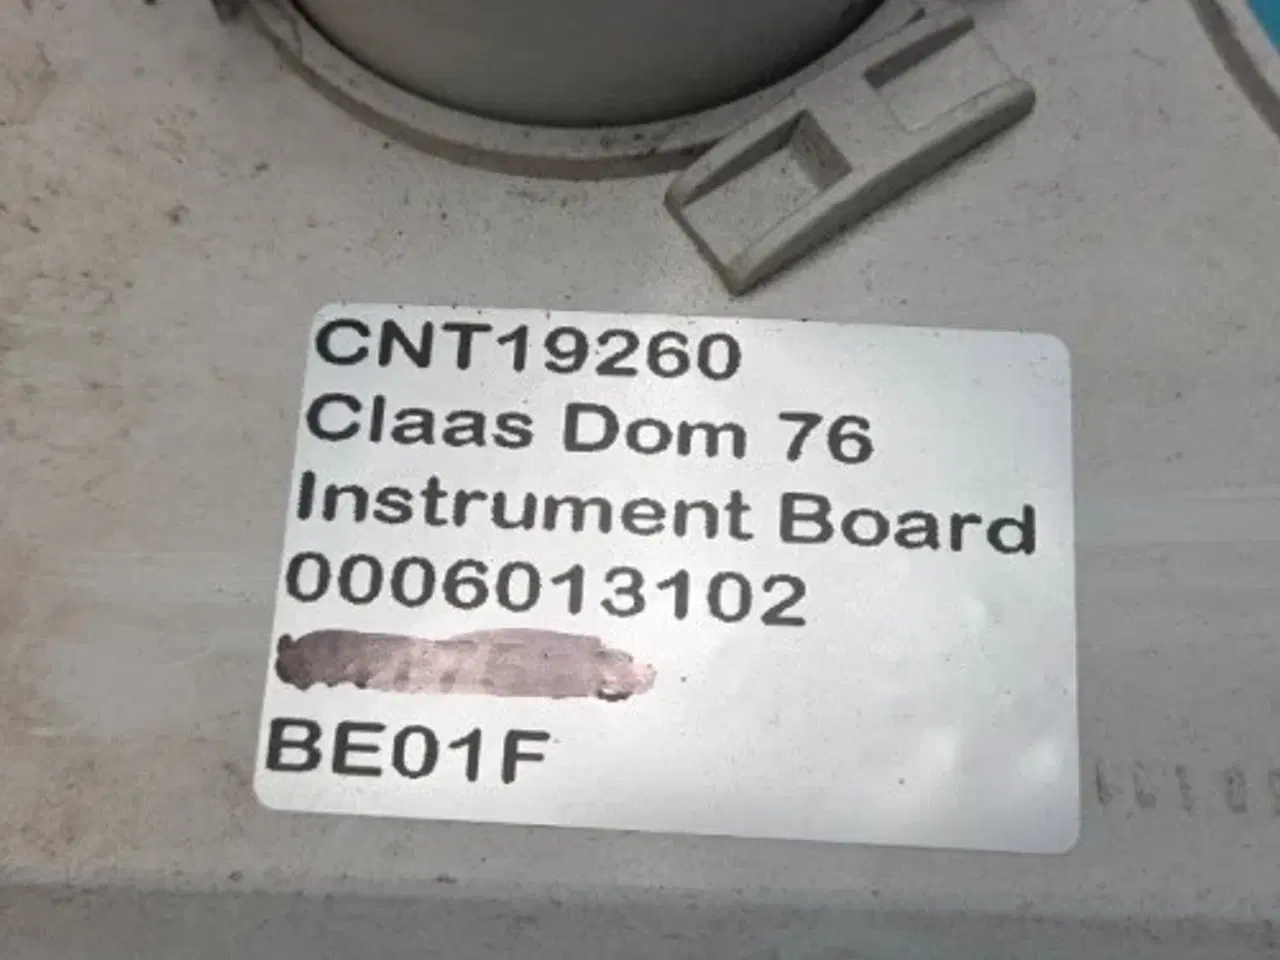 CNT19260
Claas Dom 76
Instrument Board
0006013102
BE01F